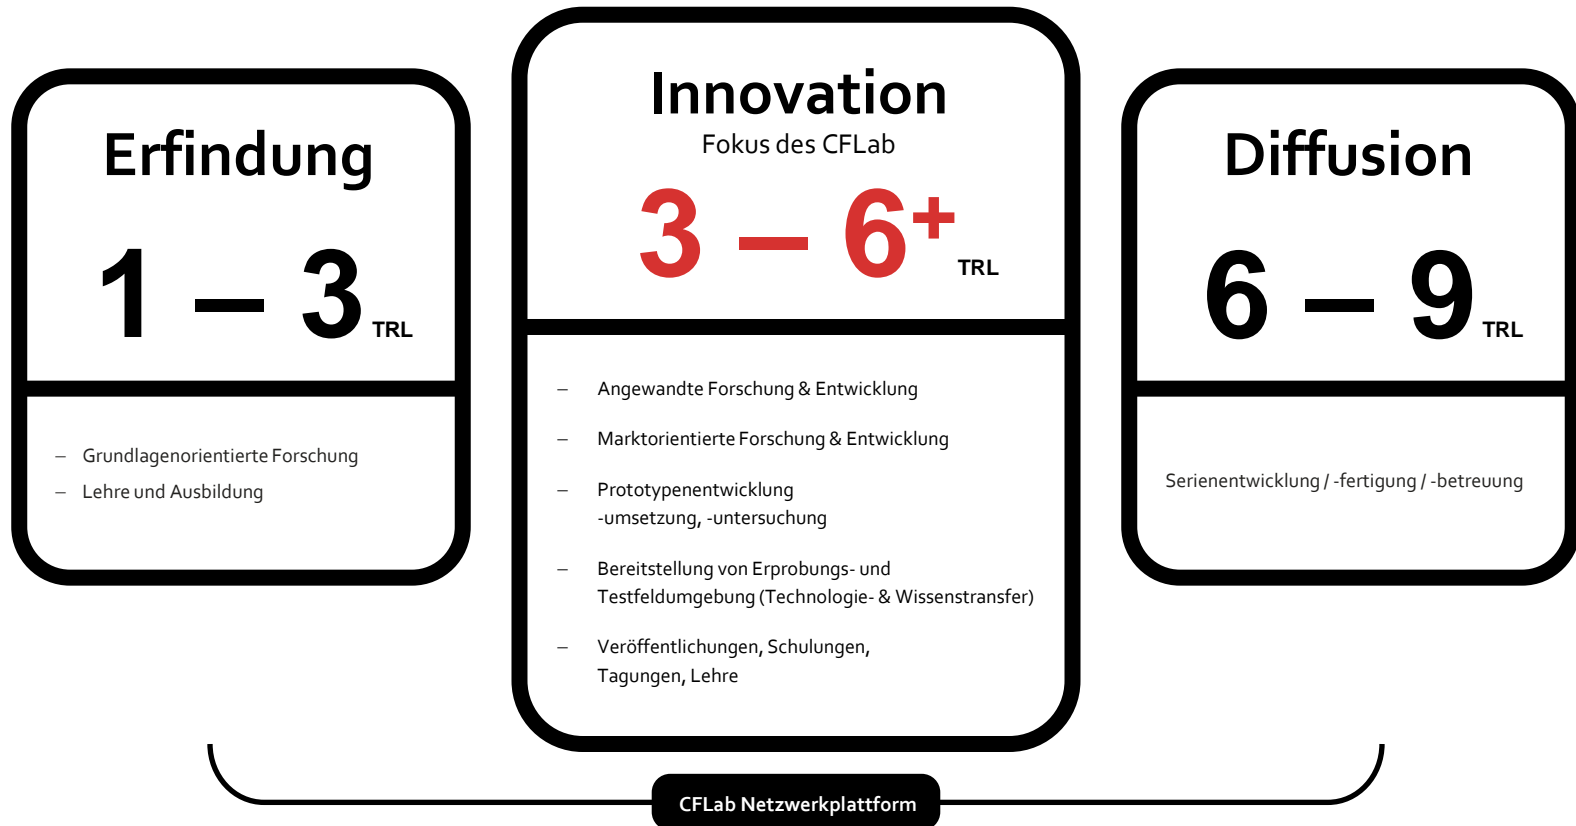 Erfindung
1 – 3 TRL
– Grundlagenorientierte Forschung
– Lehre und Ausbildung
Innovation
Fokus des CFLab
3 – 6+ TRL
– Angewandte Forschung & Entwicklung
– Marktorientierte Forschung & Entwicklung
– Prototypenentwicklung
-umsetzung, -untersuchung
– Bereitstellung von Erprobungs- und
Testfeldumgebung (Technologie- & Wissenstransfer)
– Veröffentlichungen, Schulungen,
Tagungen, Lehre
Diffusion
6 – 9 TRL
Serienentwicklung / -fertigung / -betreuung
CFLab Netzwerkplattform